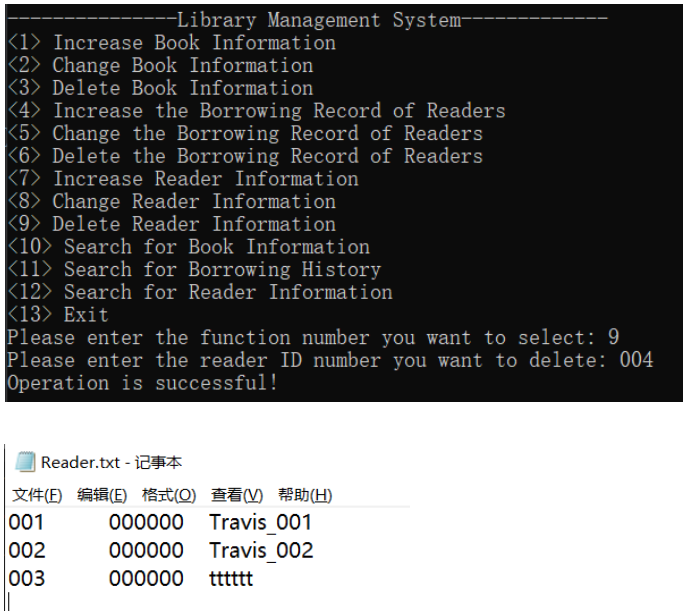 ---------------Library Management System-------------
<1> Increase Book Information
<2> Change Book Information
<3> Delete Book Information
<4> Increase the Borrowing Record of Readers
<5> Change the Borrowing Record of Readers
<6> Delete the Borrowing Record of Readers
<7> Increase Reader Information
<8> Change Reader Information
<9> Delete Reader Information
<10> Search for Book Information
<11> Search for Borrowing History
<12> Search for Reader Information
<13> Exit
Please enter the function number you want to select: 9
Please enter the reader ID number you want to delete: 004
Operation is successful!
Reader.txt - 记事本
文件(F) 编辑(E) 格式(O) 查看(V) 帮助(H)
001 000000 Travis_001
002 000000 Travis_002
003 000000 tttttt